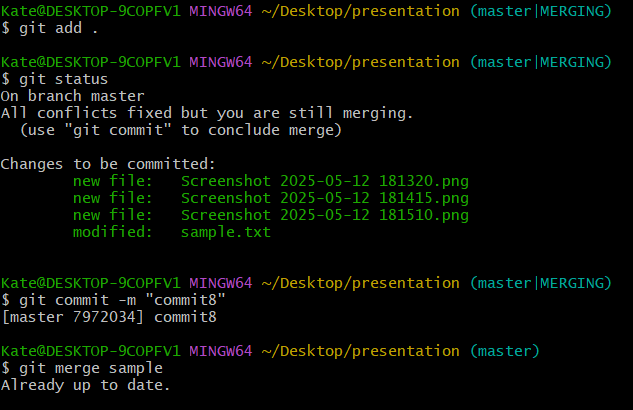 Kate@DESKTOP-9COPFV1 MINGW64 ~/Desktop/presentation (master|MERGING)
$ git add .
Kate@DESKTOP-9COPFV1 MINGW64 ~/Desktop/presentation (master|MERGING)
$ git status
On branch master
All conflicts fixed but you are still merging.
  (use "git commit" to conclude merge)
Changes to be committed:
        new file:   Screenshot 2025-05-12 181320.png
        new file:   Screenshot 2025-05-12 181415.png
        new file:   Screenshot 2025-05-12 181510.png
        modified:   sample.txt
Kate@DESKTOP-9COPFV1 MINGW64 ~/Desktop/presentation (master|MERGING)
$ git commit -m "commit8"
[master 7972034] commit8
Kate@DESKTOP-9COPFV1 MINGW64 ~/Desktop/presentation (master)
$ git merge sample
Already up to date.